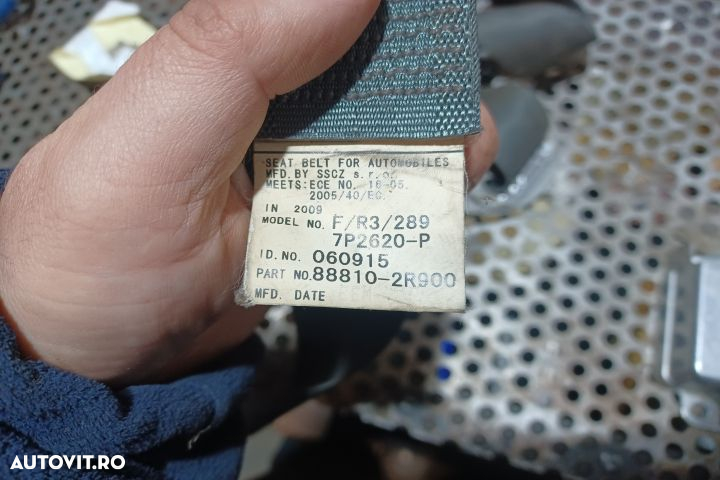 SEAT BELT FOR AUTOMOBILES
MFD. BY SSCZ s.r.o.
MEETS:ECE NO. 16-05.
2005/40/EC.
IN 2009
MODEL NO. F/R3/289
7P2620-P
I D. NO. 060915
PART NO. 88810-2R900
MFD. DATE
AUTOVIT.RO